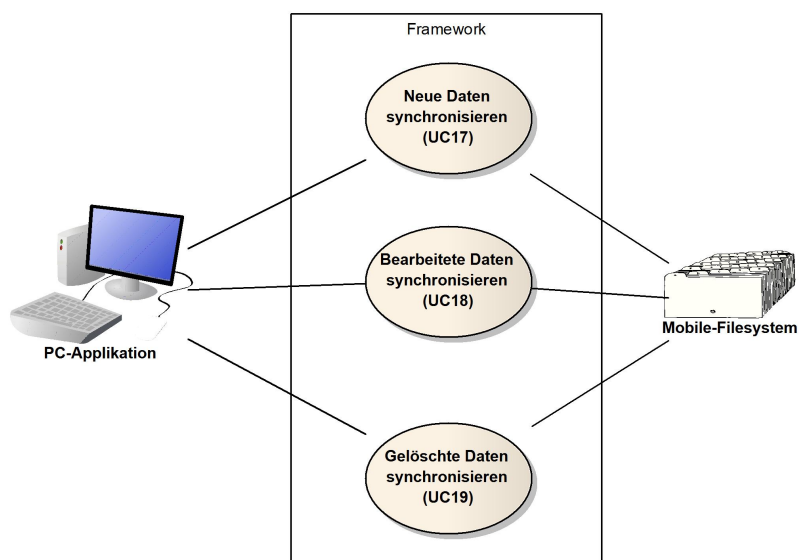 Framework
Neue Daten
synchronisieren
(UC17)
Bearbeitete Daten
synchronisieren
(UC18)
Gelöschte Daten
synchronisieren
(UC19)
PC-Applikation
Mobile-Filesystem